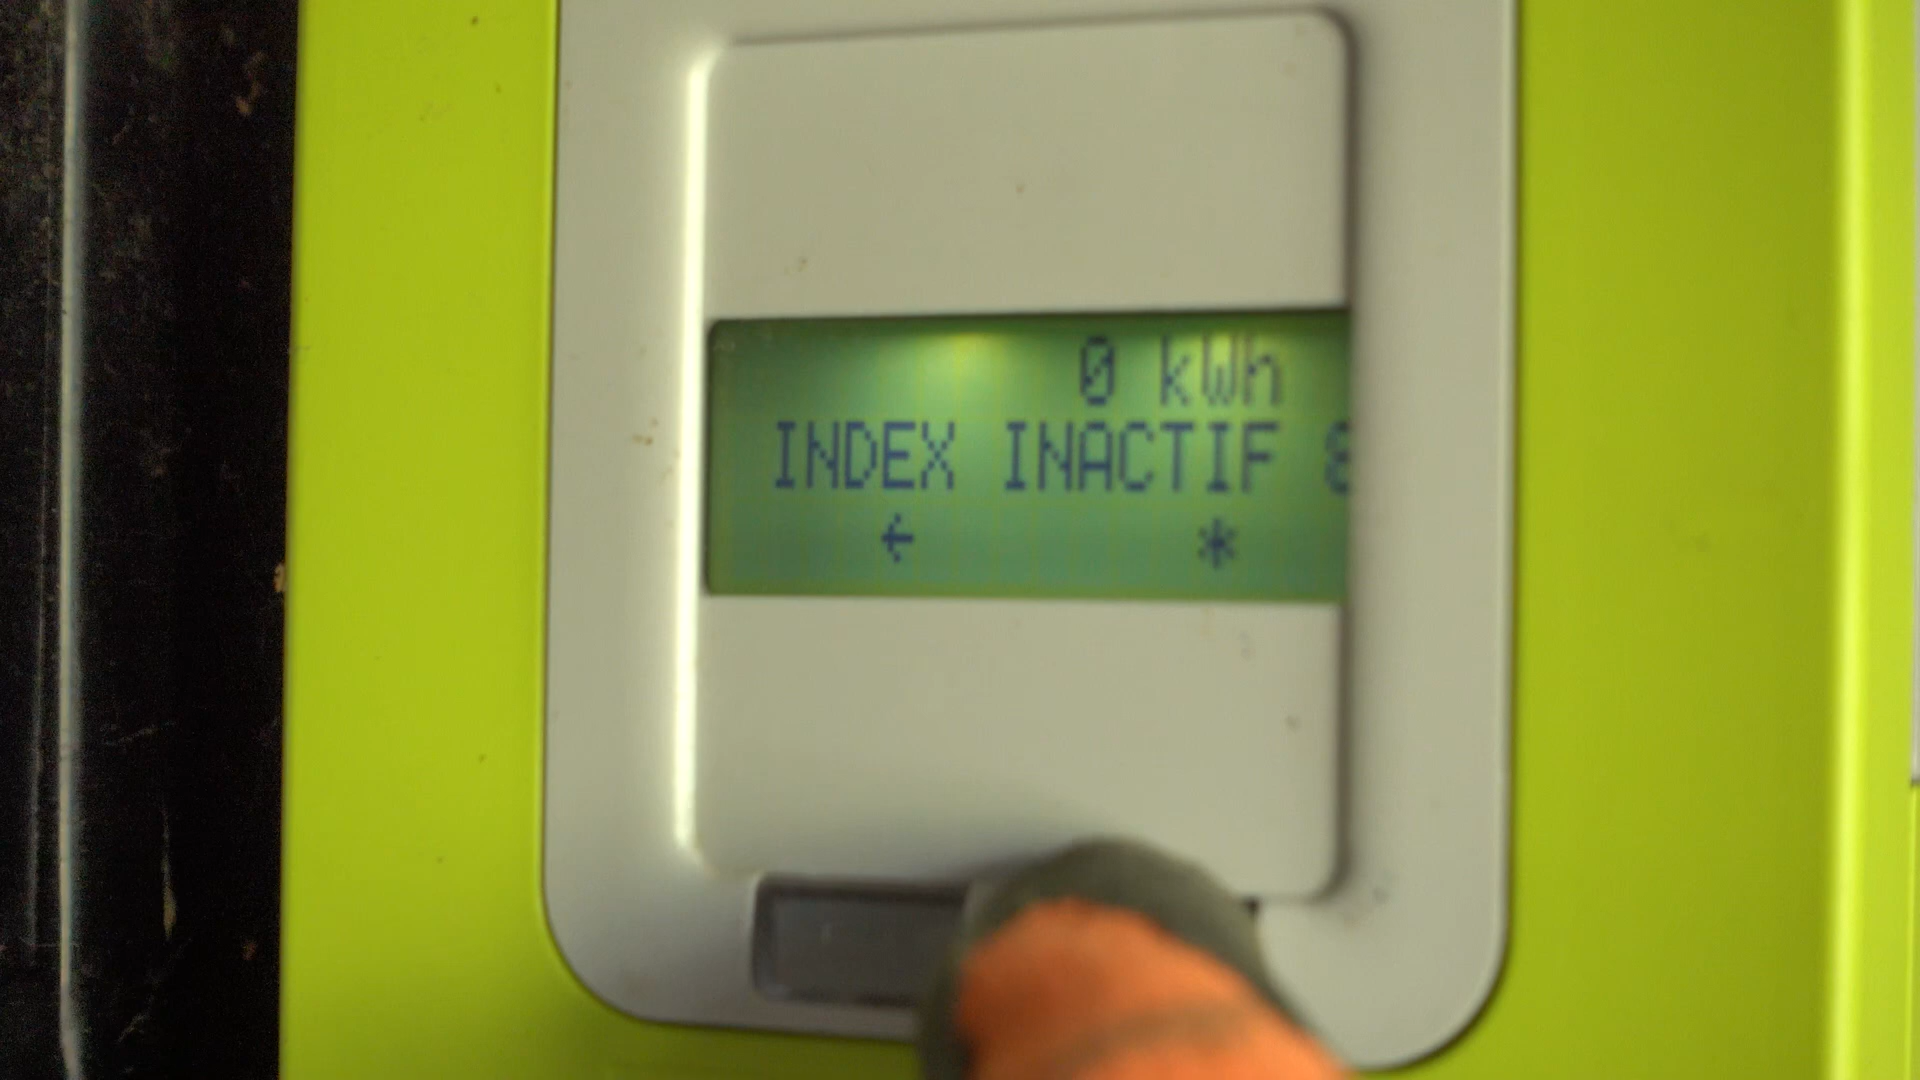 0 kWh
INDEX INACTIF
← *